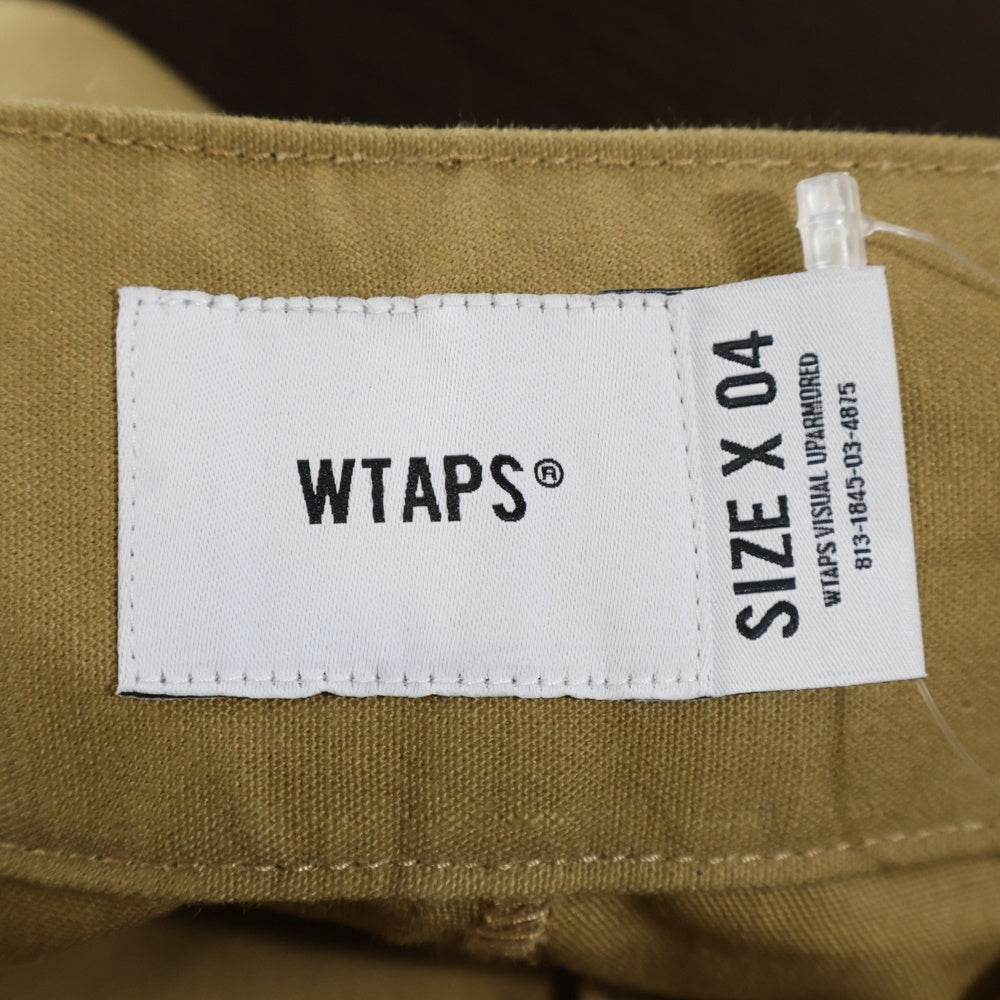 WTAPS®
SIZE X 04
WTAPS VISUAL UPARMORED
813-1845-03-4875